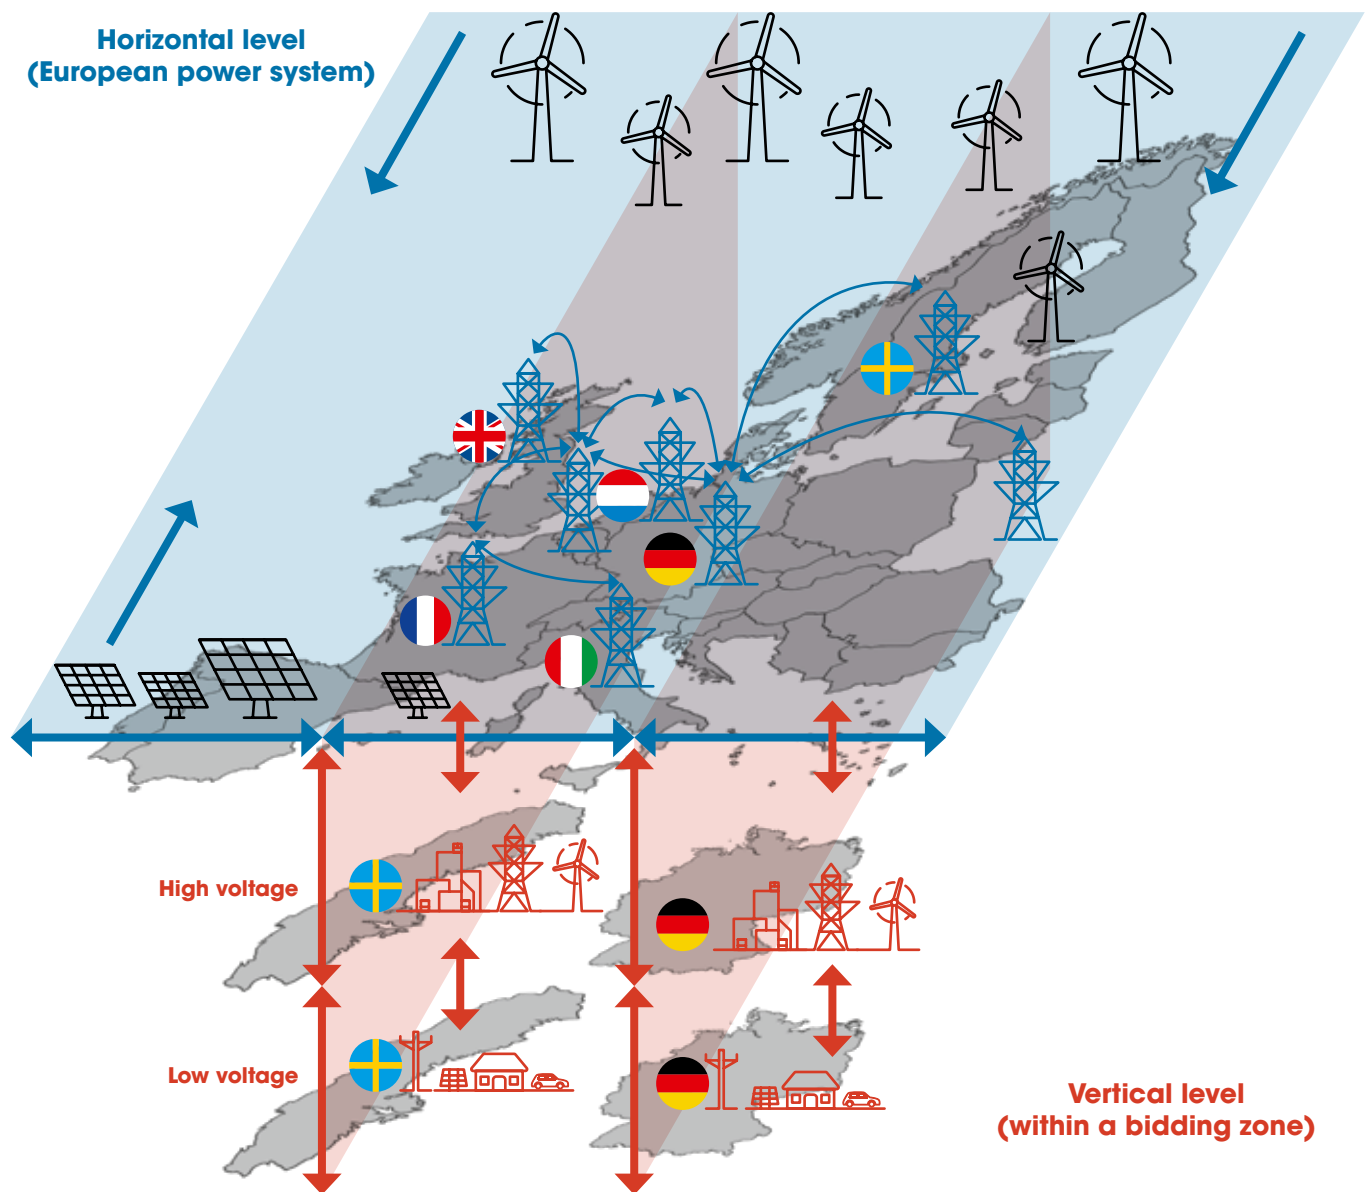 Horizontal level
(European power system)
High voltage
Low voltage
Vertical level
(within a bidding zone)